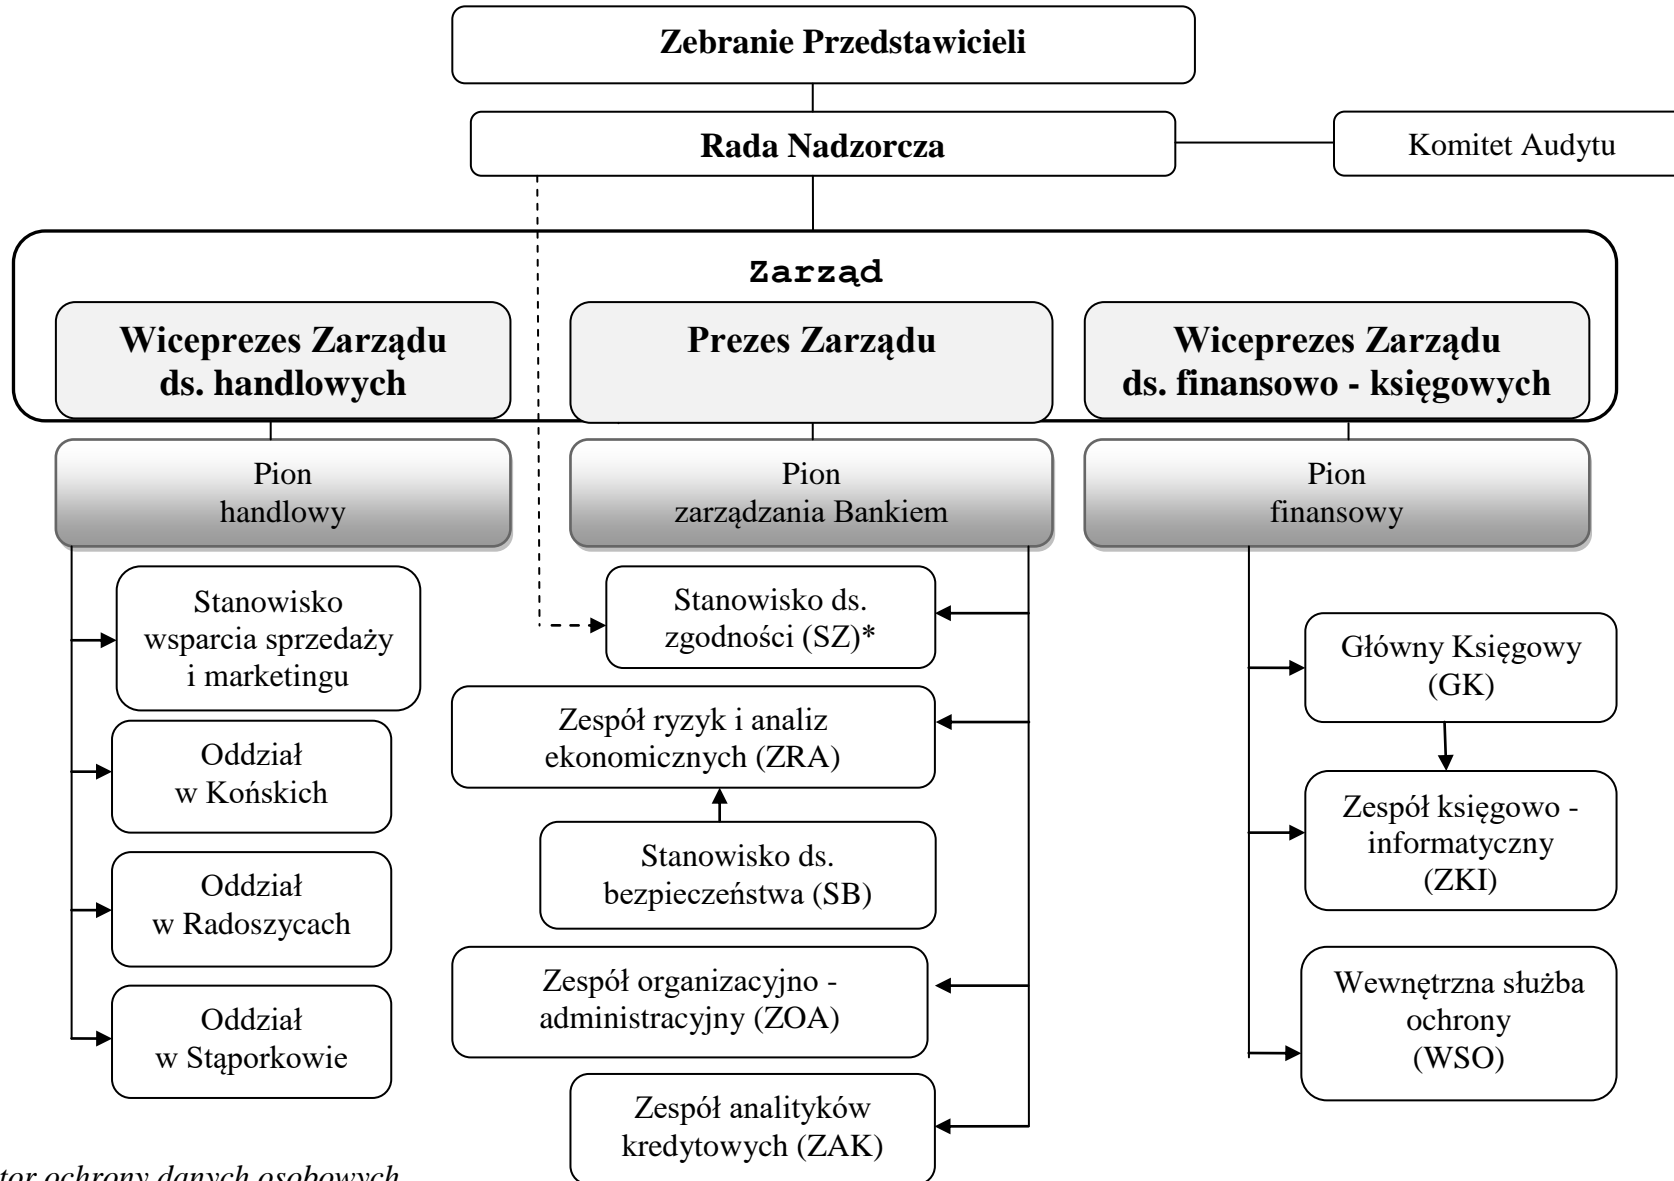 Zebranie Przedstawicieli
Rada Nadzorcza
Komitet Audytu
Zarząd
Wiceprezes Zarządu
ds. handlowych
Prezes Zarządu
Wiceprezes Zarządu
ds. finansowo - księgowych
Pion
handlowy
Pion
zarządzania Bankiem
Pion
finansowy
Stanowisko
wsparcia sprzedaży
i marketingu
Oddział
w Końskich
Oddział
w Radoszycach
Oddział
w Stąporkowie
Stanowisko ds.
zgodności (SZ)*
Zespół ryzyk i analiz
ekonomicznych (ZRA)
Stanowisko ds.
bezpieczeństwa (SB)
Zespół organizacyjno -
administracyjny (ZOA)
Zespół analityków
kredytowych (ZAK)
Główny Księgowy
(GK)
Zespół księgowo -
informatyczny
(ZKI)
Wewnętrzna służba
ochrony
(WSO)
ochrony danych osobowych